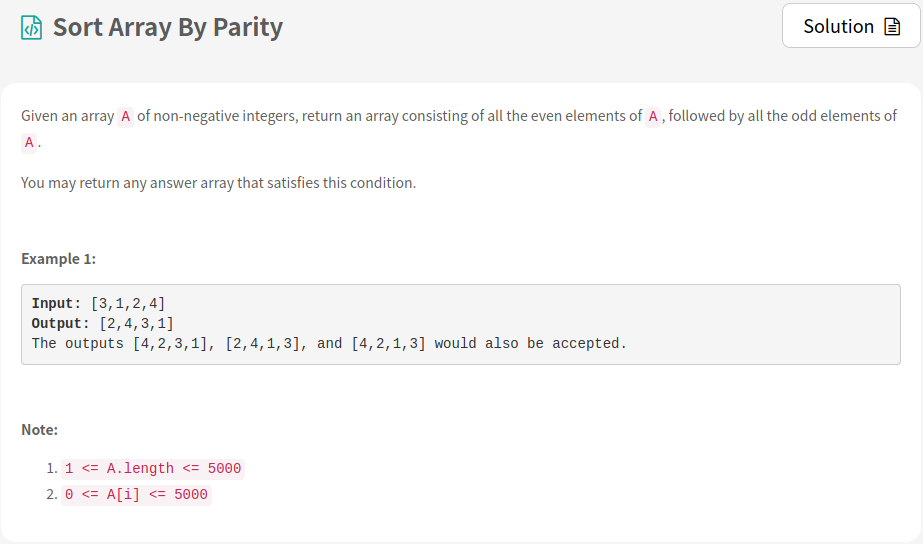 Sort Array By Parity
Solution
Given an array A of non-negative integers, return an array consisting of all the even elements of A, followed by all the odd elements of
A.
You may return any answer array that satisfies this condition.
Example 1:
Input: [3,1,2,4]
Output: [2,4,3,1]
The outputs [4,2,3,1], [2,4,1,3], and [4,2,1,3] would also be accepted.
Note:
1. 1 <= A.length <= 5000
2. 0 <= A[i] <= 5000